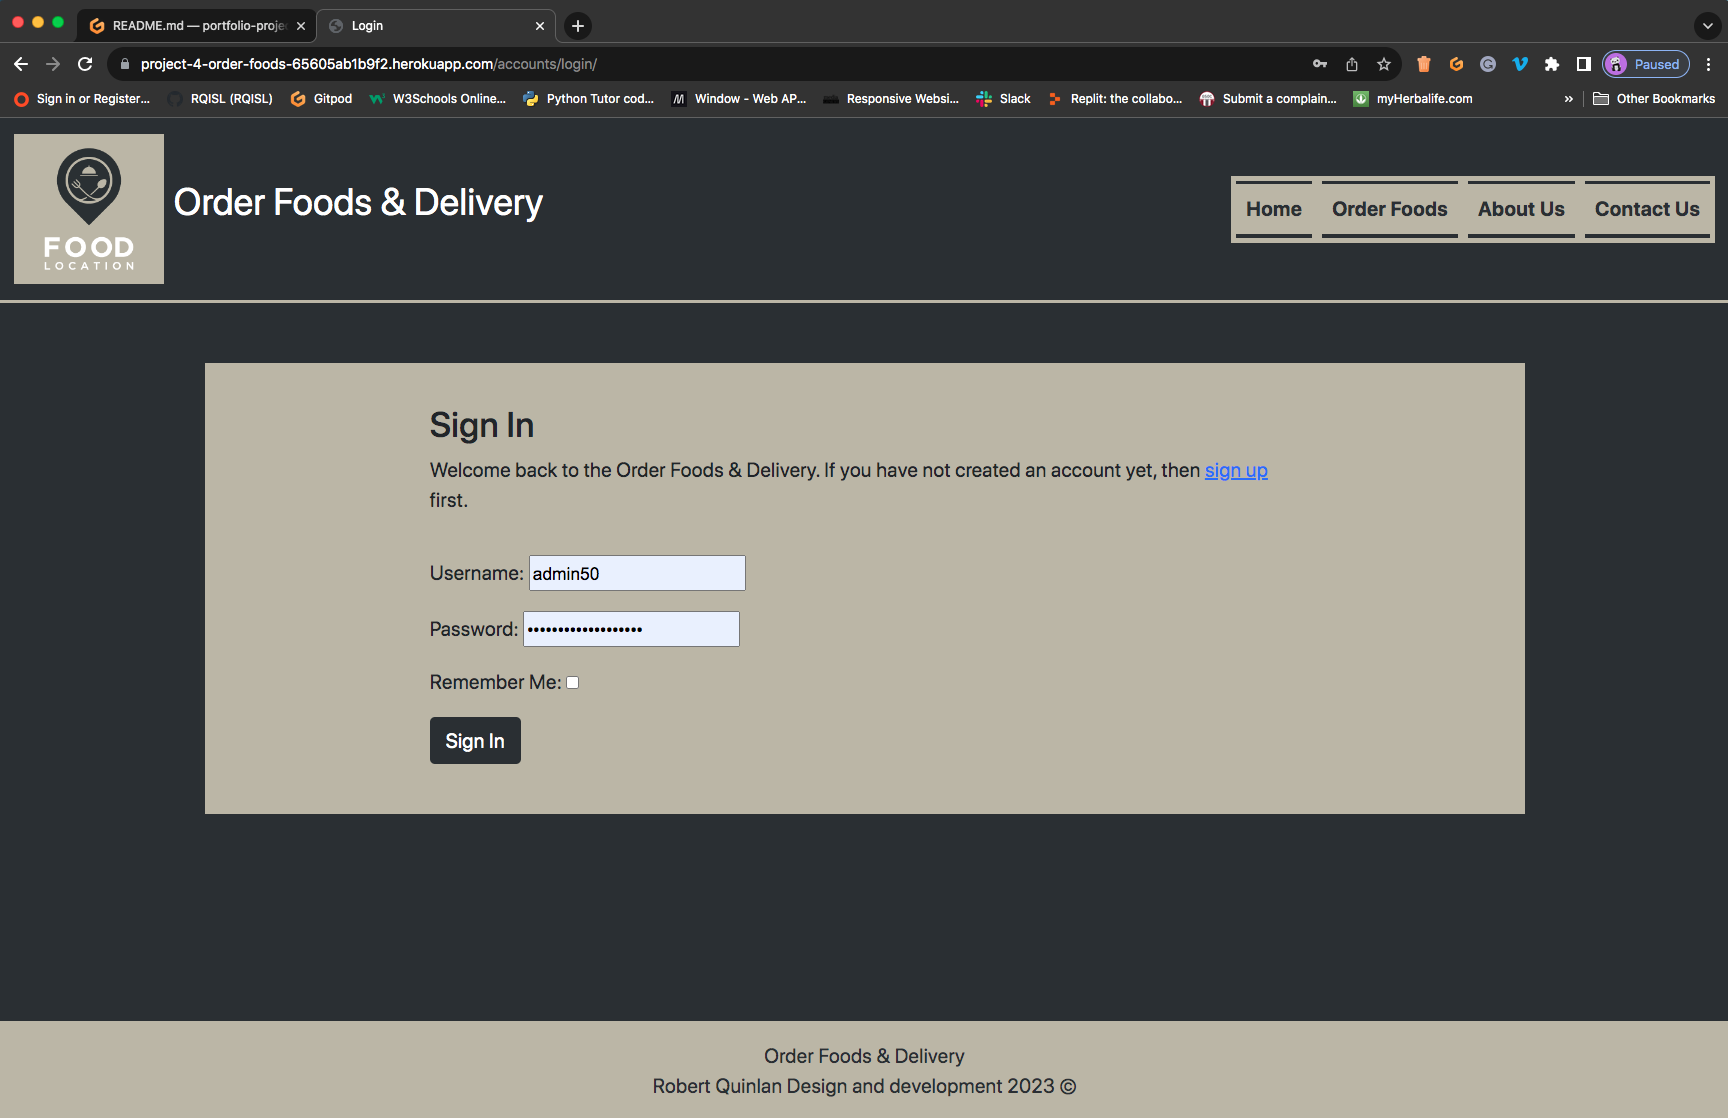 README.md — portfolio-proje
Login
project-4-order-foods-65605ab1b9f2.herokuapp.com/accounts/login/
Paused
Sign in or Register...
RQISL (RQISL)
Gitpod
W3Schools Online...
Python Tutor cod...
Window - Web AP...
Responsive Websi...
Slack
Replit: the collabo...
Submit a complain...
myHerbalife.com
»
Other Bookmarks
FOOD
LOCATION
Order Foods & Delivery
Home
Order Foods
About Us
Contact Us
Sign In
Welcome back to the Order Foods & Delivery. If you have not created an account yet, then sign up
first.
Username: admin50
Password: •••••••••••••••••••
Remember Me:
Sign In
Order Foods & Delivery
Robert Quinlan Design and development 2023 ©